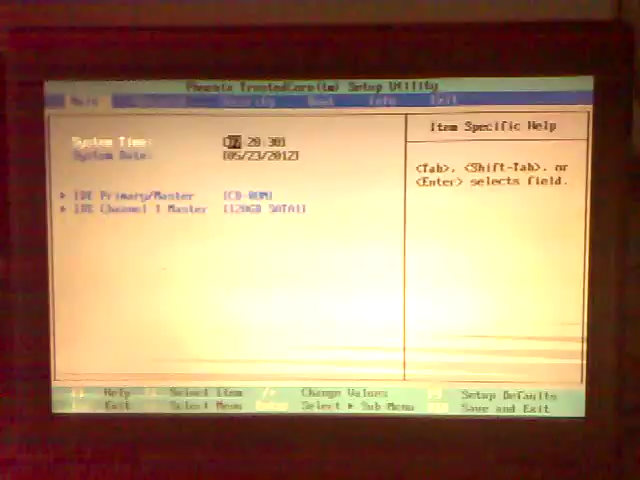 Phoenix TrustedCore(tm) Setup Utility
Main Security Boot Info Exit
System Time: 20:30]
System Date: [05/23/2012]
IDE Primary/Master [CD-ROM]
IDE Channel 1 Master [120GB SATA1]
Item Specific Help
<Tab>, <Shift-Tab>, or
<Enter> selects field.
Help Select Item Change Values Setup Defaults
Exit Select Menu Select ▶ Sub Menu Save and Exit